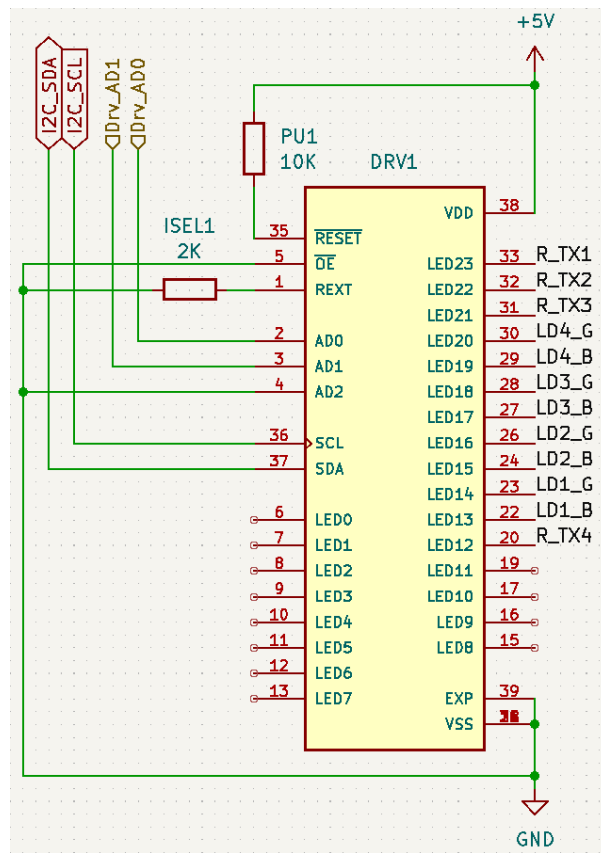 +5V
I2C_SDA
I2C_SCL
Drv_AD1
Drv_AD0
PU1
10K
DRV1
ISEL1
2K
35 RESET
5 OE
1 REXT
2 AD0
3 AD1
4 AD2
36 SCL
37 SDA
6 LED0
7 LED1
8 LED2
9 LED3
10 LED4
11 LED5
12 LED6
13 LED7
VDD 38
LED23 33 R_TX1
LED22 32 R_TX2
LED21 31 R_TX3
LED20 30 LD4_G
LED19 29 LD4_B
LED18 28 LD3_G
LED17 27 LD3_B
LED16 26 LD2_G
LED15 24 LD2_B
LED14 23 LD1_G
LED13 22 LD1_B
LED12 20 R_TX4
LED11 19
LED10 17
LED9 16
LED8 15
EXP 39
VSS
GND